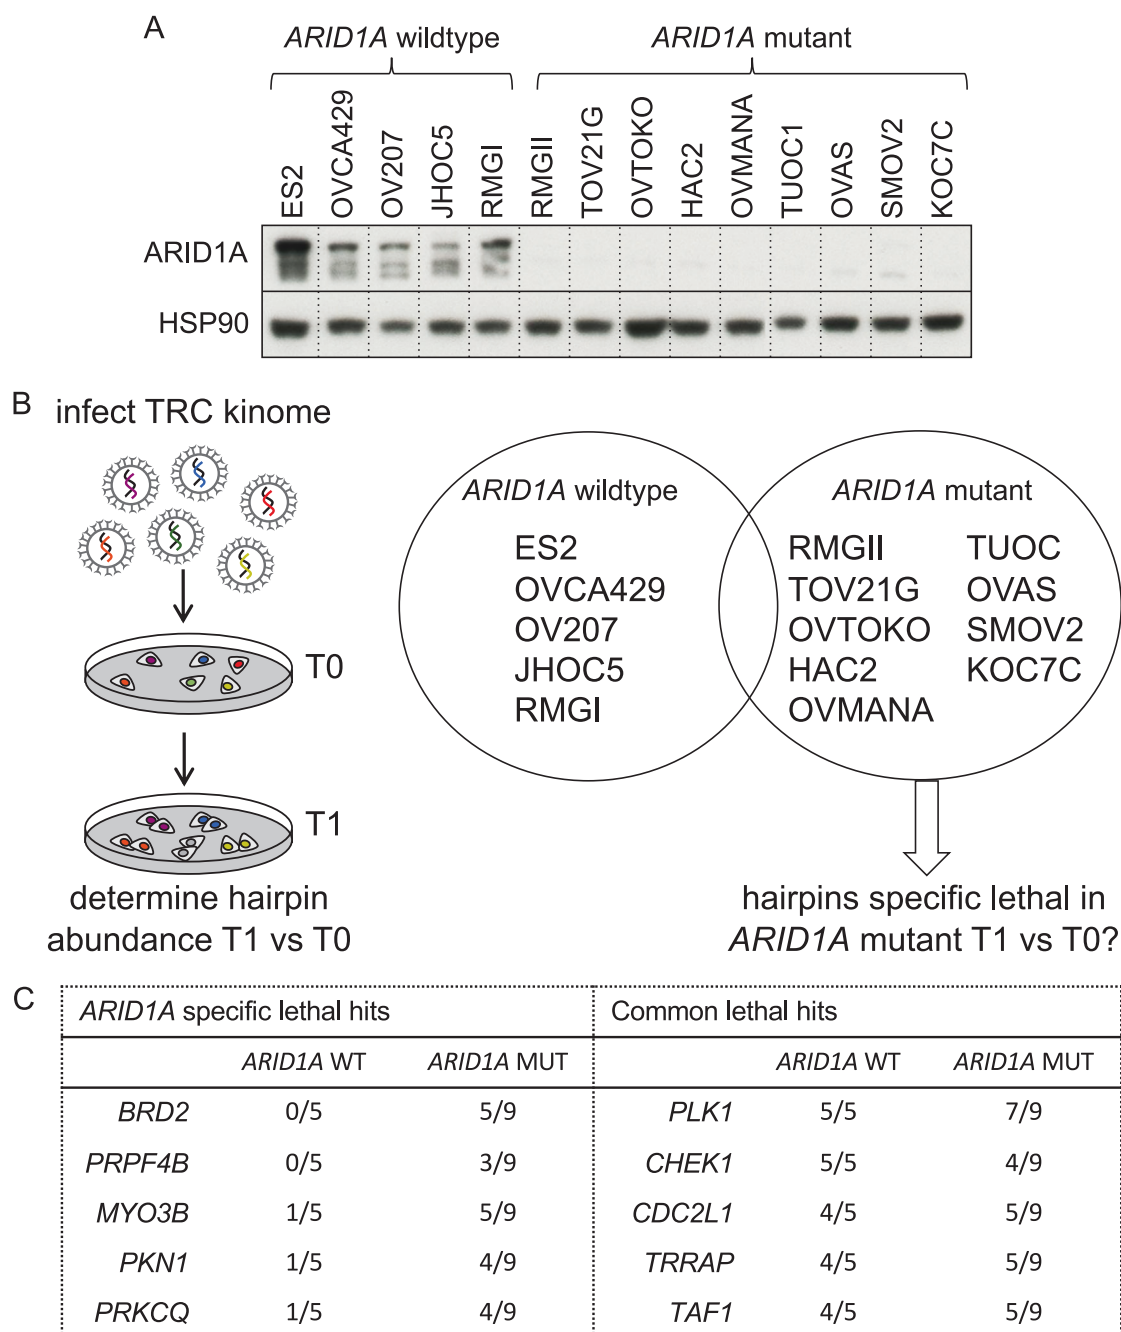 A
ARID1A wildtype
ARID1A mutant
ES2
OVCA429
OV207
JHOC5
RMGI
RMGII
TOV21G
OVTOKO
HAC2
OVMANA
TUOC1
OVAS
SMOV2
KOC7C
ARID1A
HSP90
B
infect TRC kinome
T0
T1
determine hairpin
abundance T1 vs T0
ARID1A wildtype
ES2
OVCA429
OV207
JHOC5
RMGI
ARID1A mutant
RMGII TUOC
TOV21G OVAS
OVTOKO SMOV2
HAC2 KOC7C
OVMANA
hairpins specific lethal in
ARID1A mutant T1 vs T0?
C
ARID1A specific lethal hits Common lethal hits
ARID1A WT ARID1A MUT ARID1A WT ARID1A MUT
BRD2 0/5 5/9 PLK1 5/5 7/9
PRPF4B 0/5 3/9 CHEK1 5/5 4/9
MYO3B 1/5 5/9 CDC2L1 4/5 5/9
PKN1 1/5 4/9 TRRAP 4/5 5/9
PRKCQ 1/5 4/9 TAF1 4/5 5/9